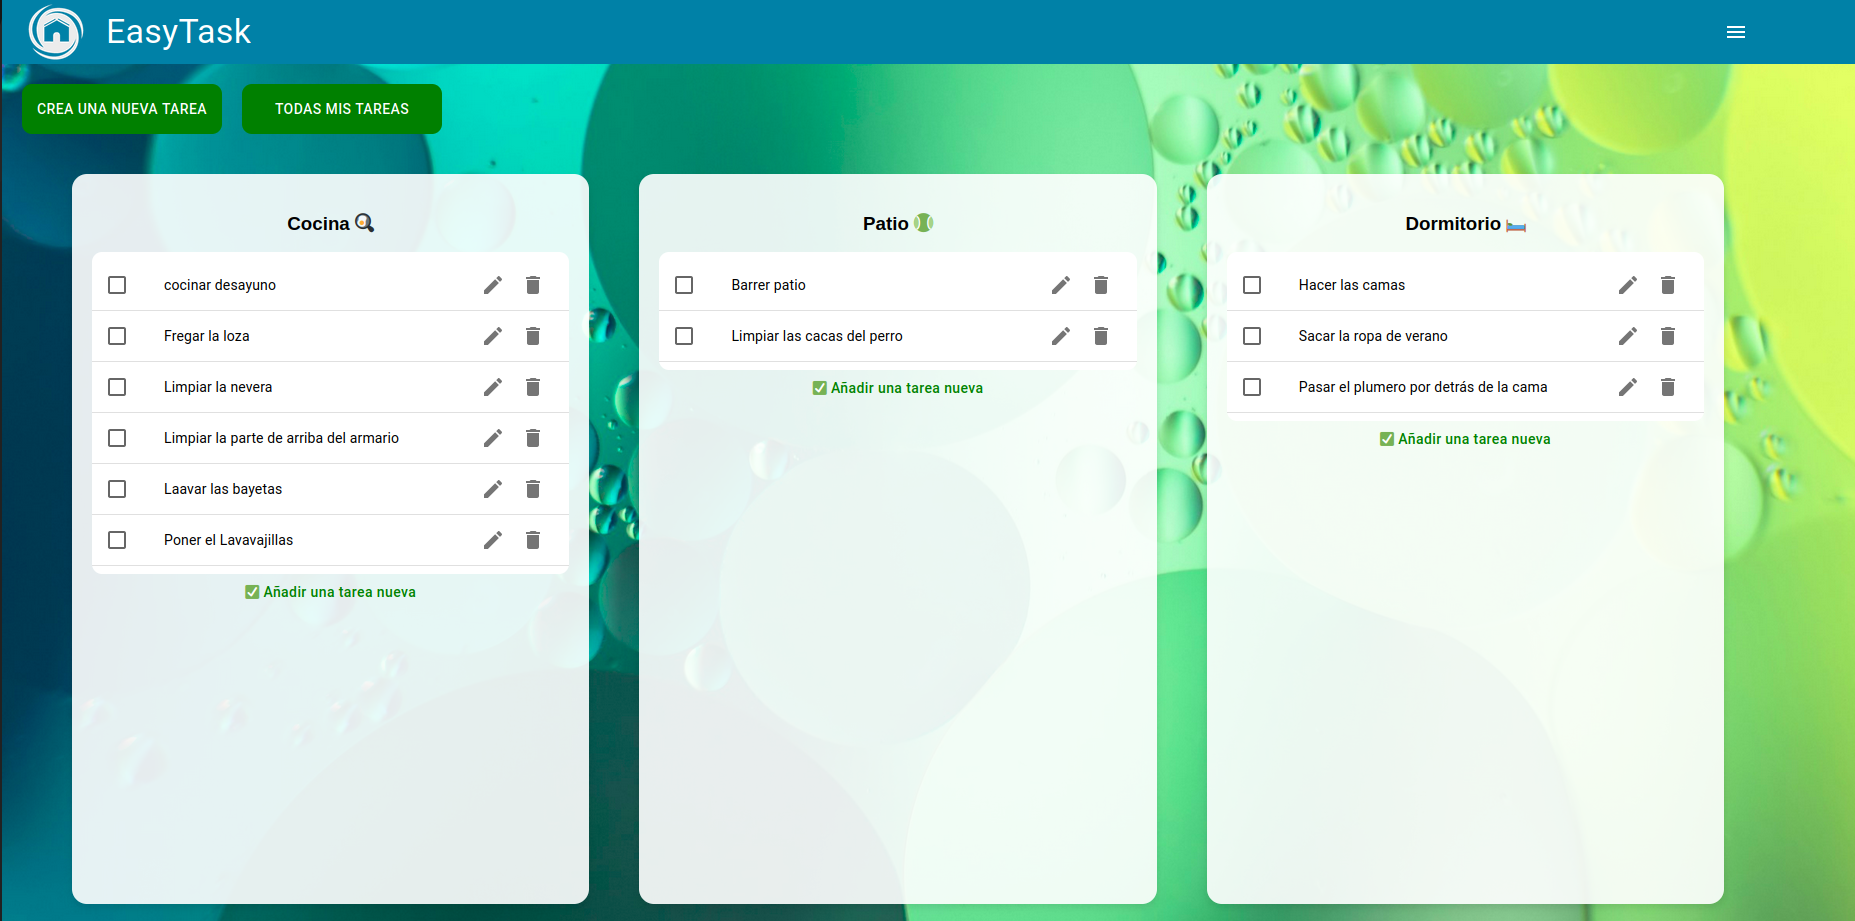 EasyTask
CREA UNA NUEVA TAREA
TODAS MIS TAREAS
Cocina
cocinar desayuno
Fregar la loza
Limpiar la nevera
Limpiar la parte de arriba del armario
Laavar las bayetas
Poner el Lavavajillas
Añadir una tarea nueva
Patio
Barrer patio
Limpiar las cacas del perro
Añadir una tarea nueva
Dormitorio
Hacer las camas
Sacar la ropa de verano
Pasar el plumero por detrás de la cama
Añadir una tarea nueva